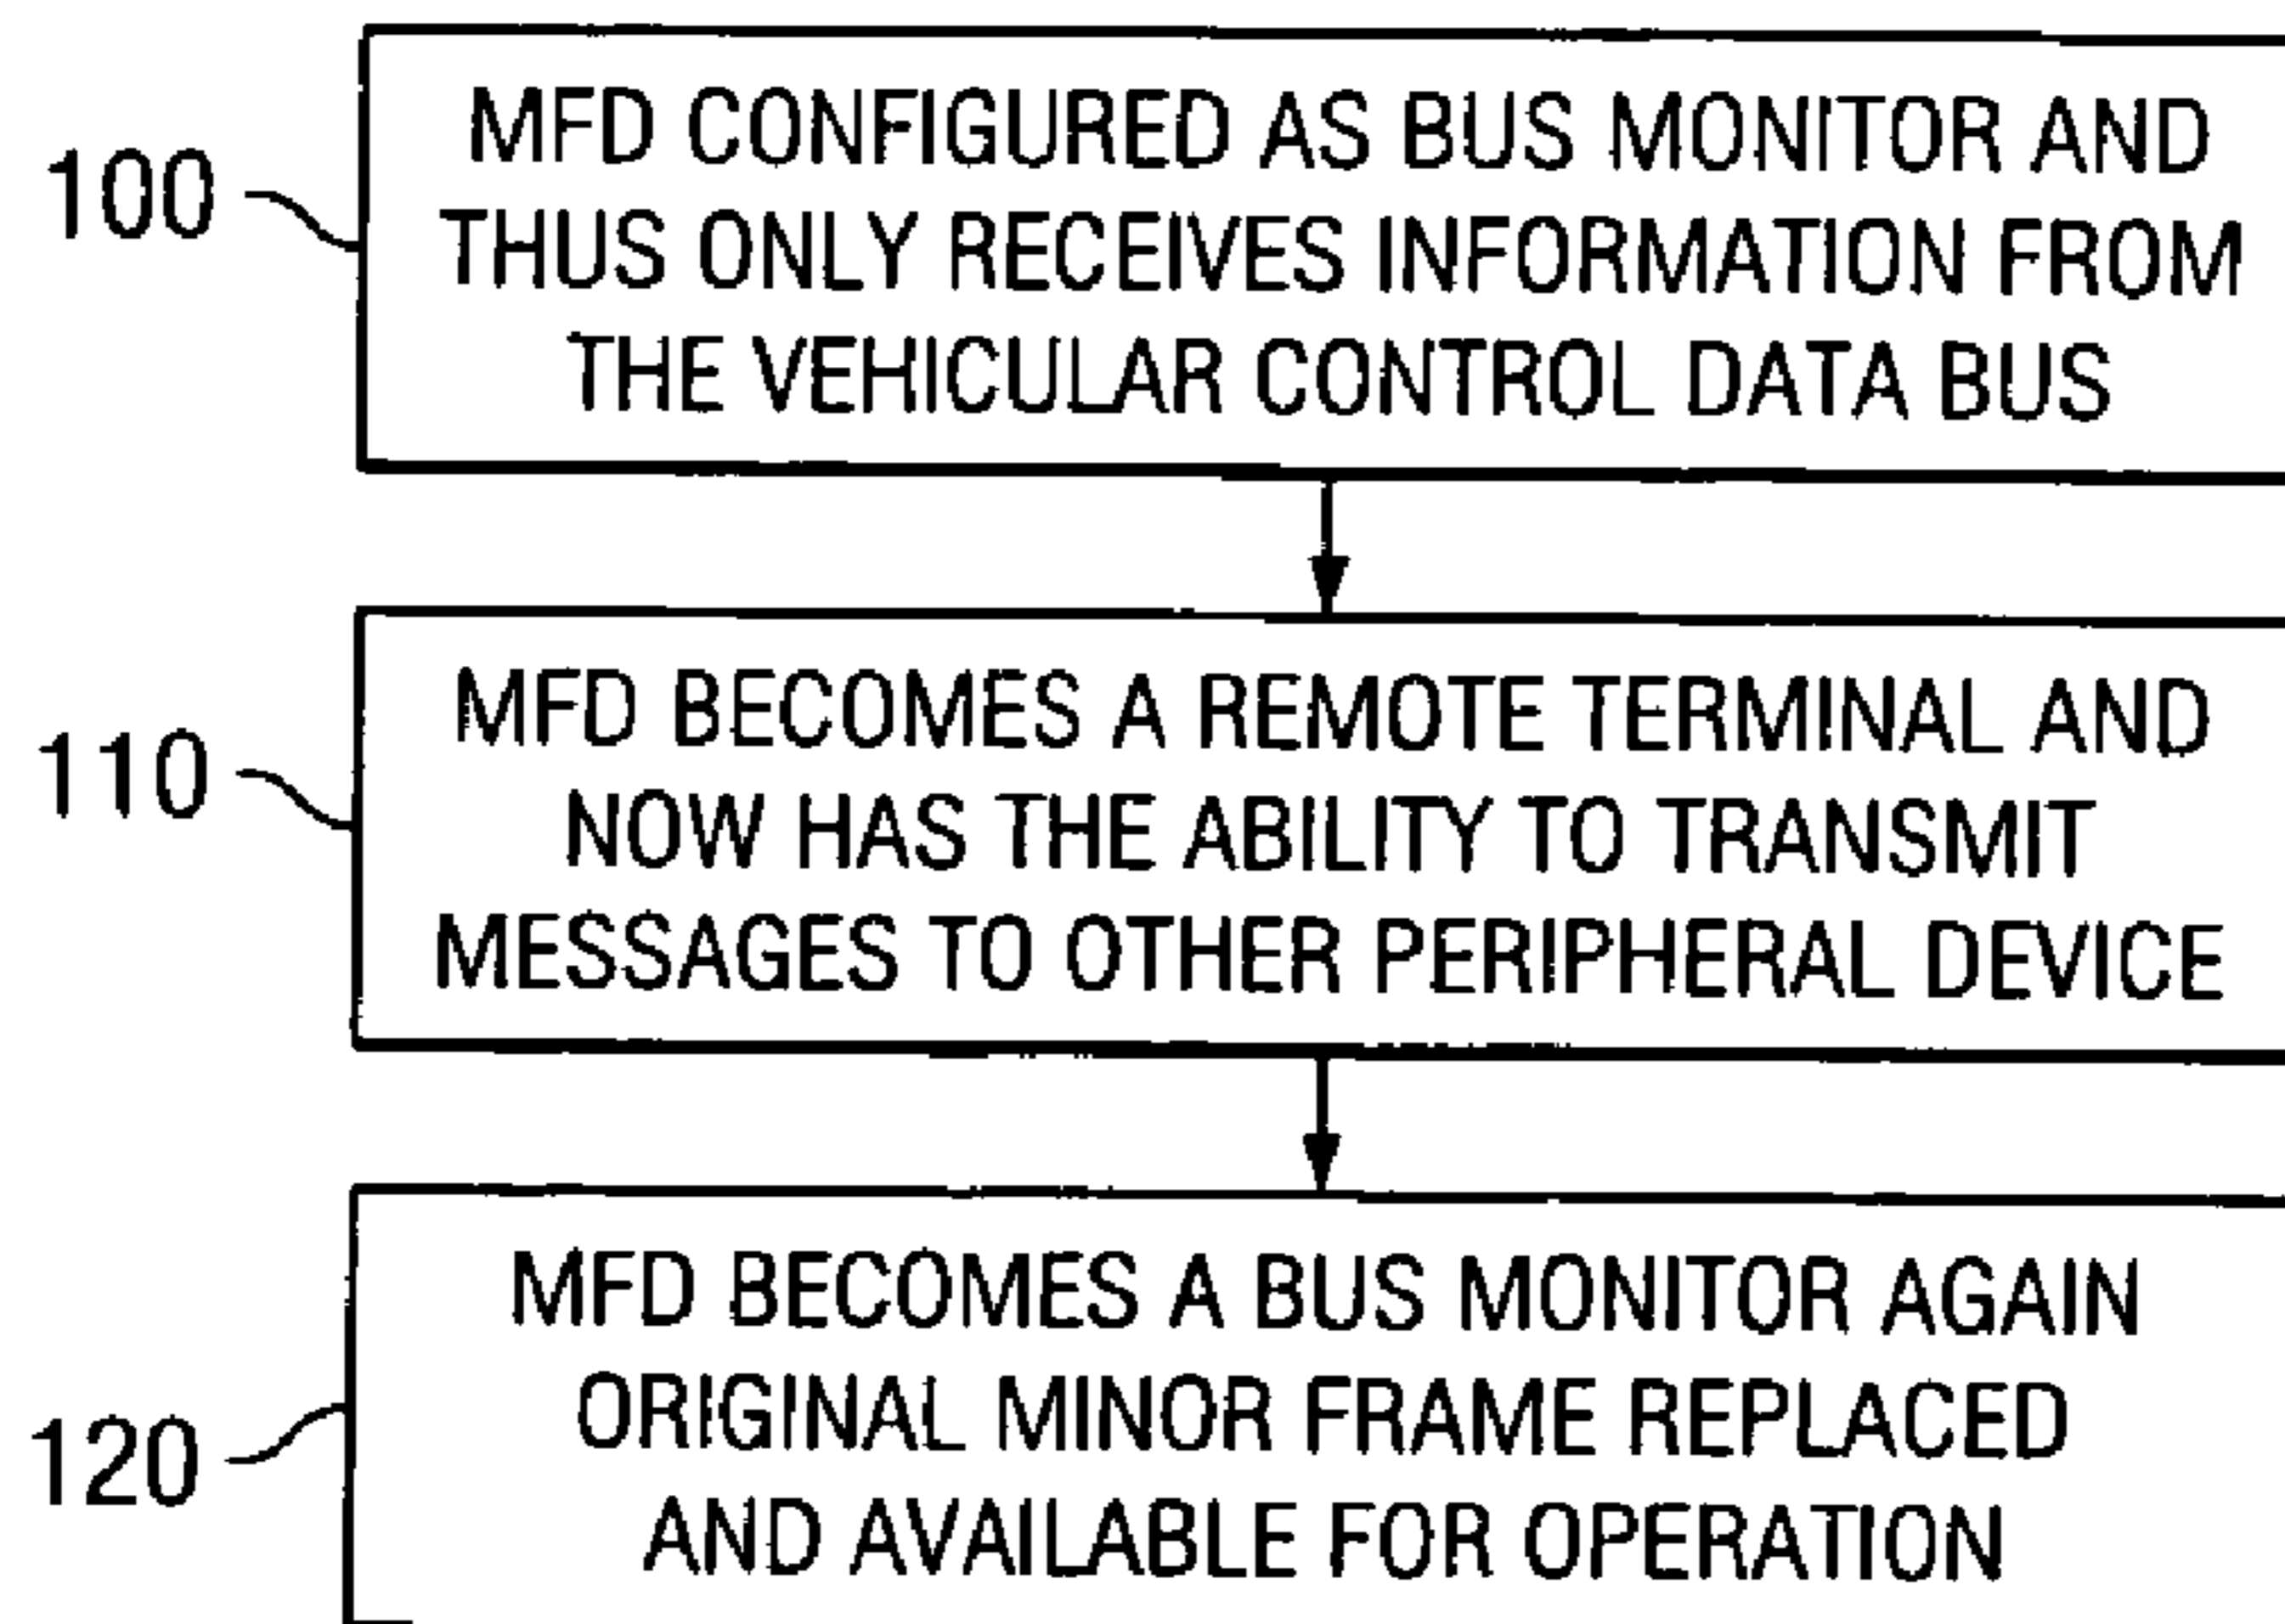 MFD CONFIGURED AS BUS MONITOR AND
100
THUS ONLY RECEIVES INFORMATION FROM
THE VEHICULAR CONTROL DATA BUS
MFD BECOMES A REMOTE TERMINAL AND
110
NOW HAS THE ABILITY TO TRANSMIT
MESSAGES TO OTHER PERIPHERAL DEVICE
MFD BECOMES A BUS MONITOR AGAIN
ORIGINAL MINOR FRAME REPLACED
120
AND AVAILABLE FOR OPERATION